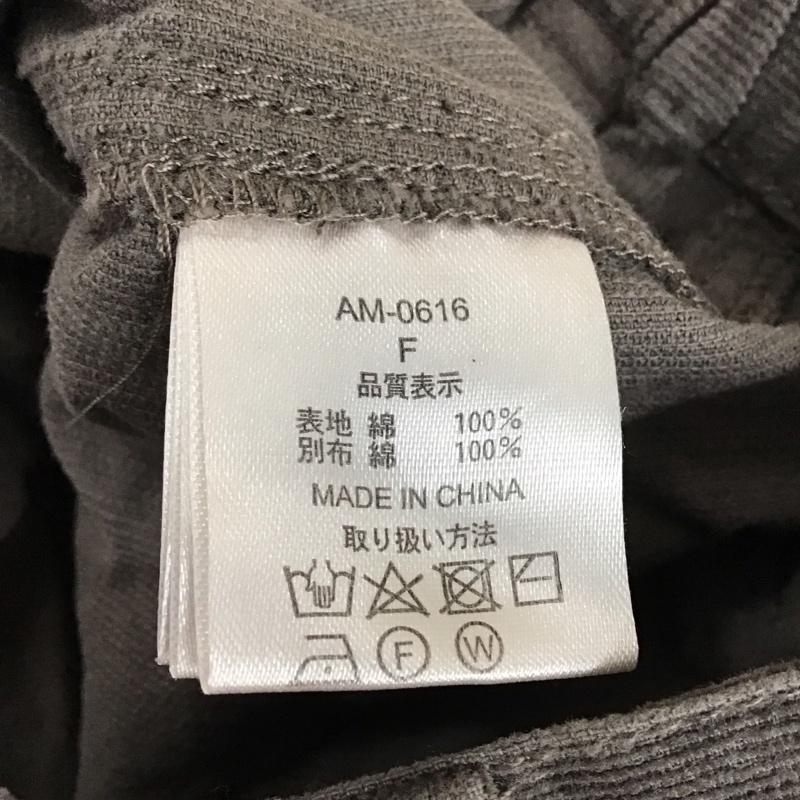 AM-0616
F
品質表示
表地 綿 100%
別布 綿 100%
MADE IN CHINA
取り扱い方法
F W